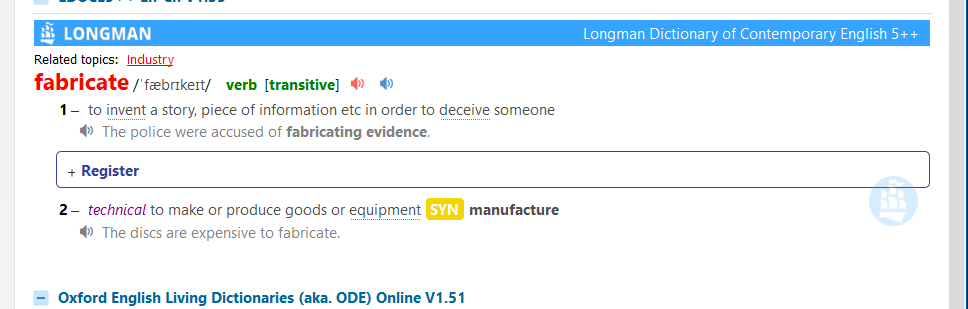 LONGMAN Longman Dictionary of Contemporary English 5++
Related topics: Industry
fabricate /ˈfæbrɪkeɪt/ verb [transitive]
1 – to invent a story, piece of information etc in order to deceive someone
The police were accused of fabricating evidence.
+ Register
2 – technical to make or produce goods or equipment SYN manufacture
The discs are expensive to fabricate.
– Oxford English Living Dictionaries (aka. ODE) Online V1.51